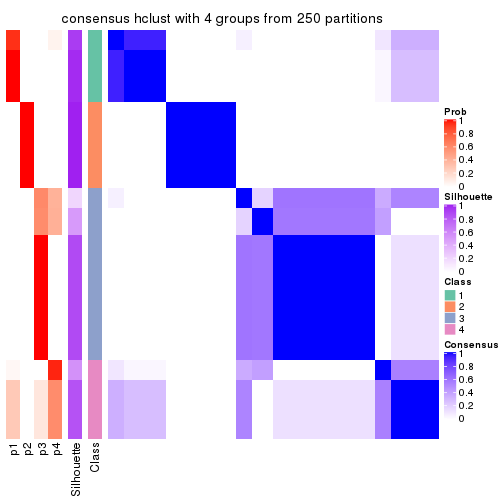 consensus hclust with 4 groups from 250 partitions
Prob
1
0.8
0.6
0.4
0.2
0
Silhouette
1
0.8
0.6
0.4
0.2
0
Class
1
2
3
4
Consensus
1
0.8
0.6
0.4
0.2
0
p1
p2
p3
p4
Silhouette
Class